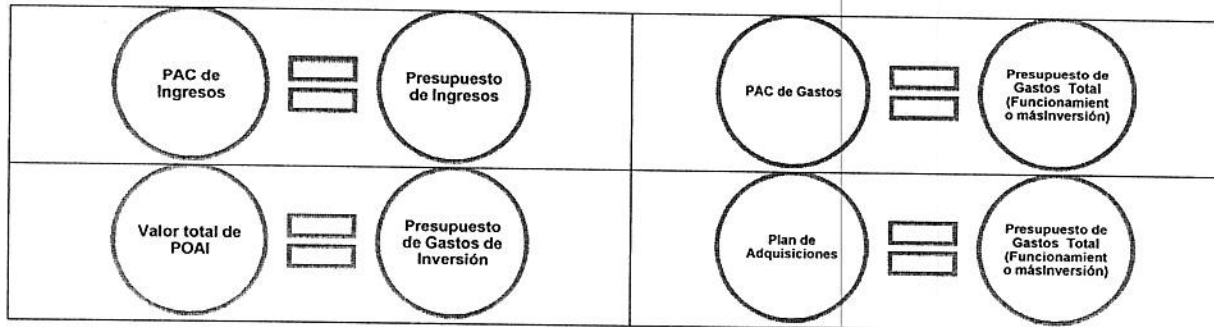 PAC de
Ingresos
Presupuesto
de Ingresos
PAC de Gastos
Presupuesto de
Gastos Total
(Funcionamient
o másInversión)
Valor total de
POAI
Presupuesto
de Gastos de
Inversión
Plan de
Adquisiciones
Presupuesto de
Gastos Total
(Funcionamient
o másInversión)